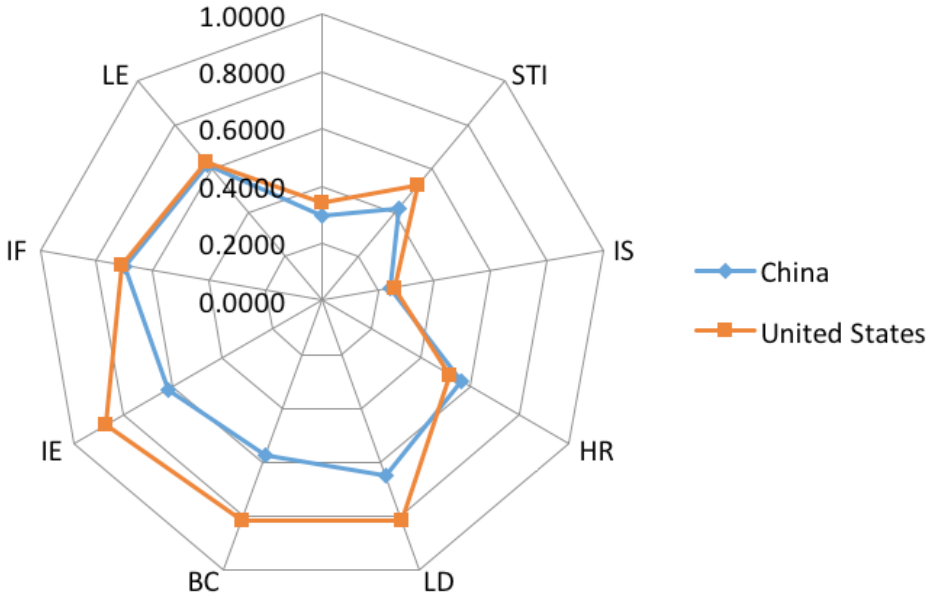 1.0000
LE
0.8000
STI
0.6000
0.4000
IF
0.2000
IS
0.0000
China
United States
IE
HR
BC
LD